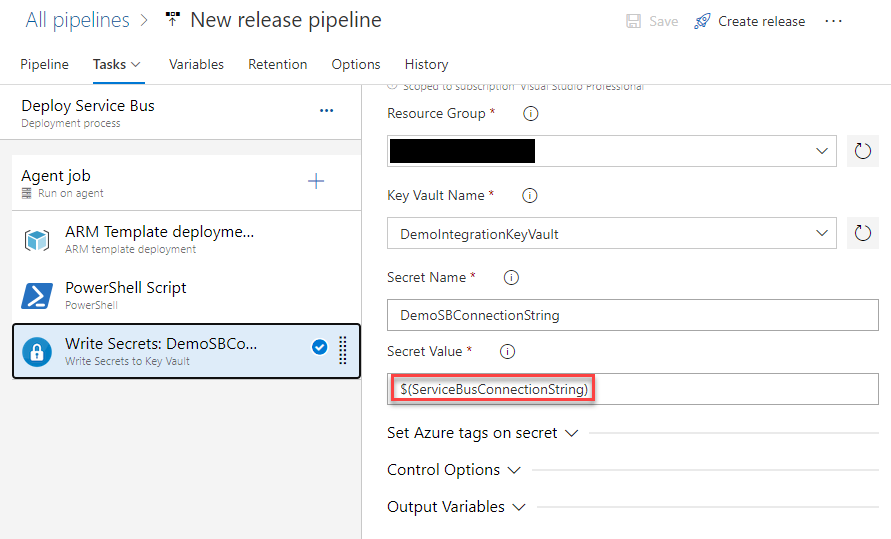 All pipelines > New release pipeline
Save Create release ...
Pipeline Tasks Variables Retention Options History
Deploy Service Bus ...
Deployment process
Agent job +
Run on agent
ARM Template deployme...
ARM template deployment
PowerShell Script
PowerShell
Write Secrets: DemoSBCo...
Write Secrets to Key Vault
Scoped to subscription 'Visual Studio Professional'
Resource Group *
Key Vault Name *
DemoIntegrationKeyVault
Secret Name *
DemoSBConnectionString
Secret Value *
$(ServiceBusConnectionString)
Set Azure tags on secret
Control Options
Output Variables